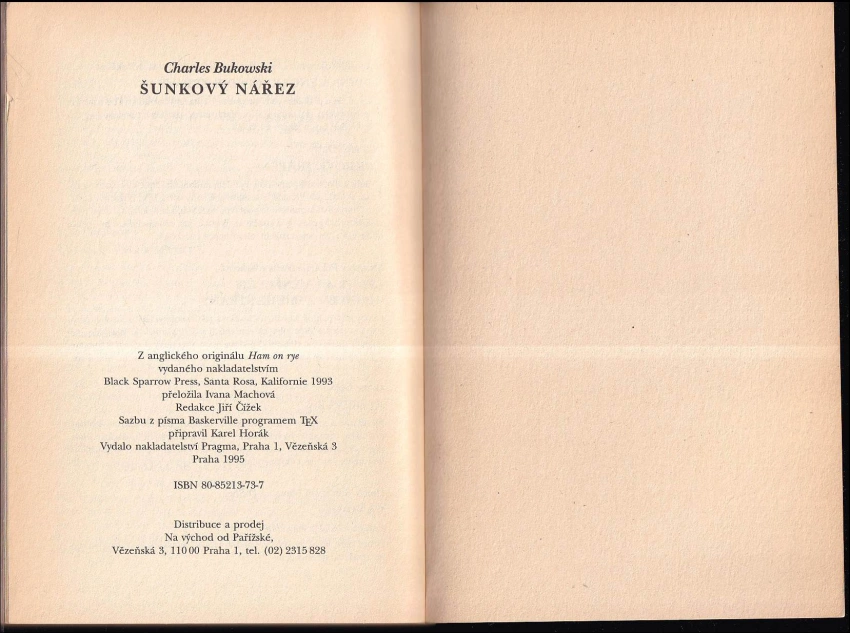 Charles Bukowski
ŠUNKOVÝ NÁŘEZ
Z anglického originálu Ham on rye
vydaného nakladatelstvím
Black Sparrow Press, Santa Rosa, Kalifornie 1993
přeložila Ivana Machová
Redakce Jiří Čížek
Sazbu z písma Baskerville programem TEX
připravil Karel Horák
Vydalo nakladatelství Pragma, Praha 1, Vězeňská 3
Praha 1995
ISBN 80-85213-73-7
Distribuce a prodej
Na východ od Pařížské,
Vězeňská 3, 110 00 Praha 1, tel. (02) 2315 828